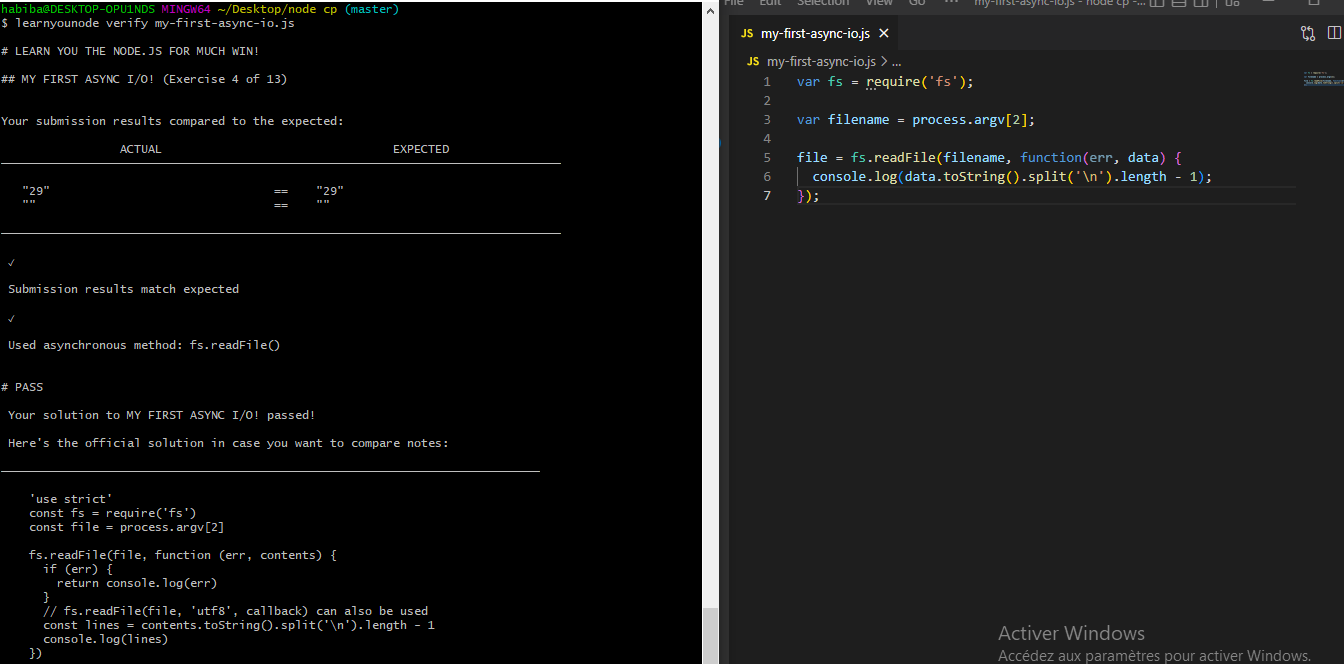 habiba@DESKTOP-OPU1NDS MINGW64 ~/Desktop/node cp (master)
$ learnyounode verify my-first-async-io.js
# LEARN YOU THE NODE.JS FOR MUCH WIN!
## MY FIRST ASYNC I/O! (Exercise 4 of 13)
Your submission results compared to the expected:
ACTUAL EXPECTED
"29" == "29"
"" == ""
✓
Submission results match expected
✓
Used asynchronous method: fs.readFile()
# PASS
Your solution to MY FIRST ASYNC I/O! passed!
Here's the official solution in case you want to compare notes:
'use strict'
const fs = require('fs')
const file = process.argv[2]
fs.readFile(file, function (err, contents) {
if (err) {
return console.log(err)
}
// fs.readFile(file, 'utf8', callback) can also be used
const lines = contents.toString().split('\n').length - 1
console.log(lines)
})
File Edit Selection View Go ··· my-first-async-io.js - node cp -...
JS my-first-async-io.js ×
JS my-first-async-io.js > ...
1 var fs = require('fs');
2
3 var filename = process.argv[2];
4
5 file = fs.readFile(filename, function(err, data) {
6 console.log(data.toString().split('\n').length - 1);
7 });
Activer Windows
Accédez aux paramètres pour activer Windows.